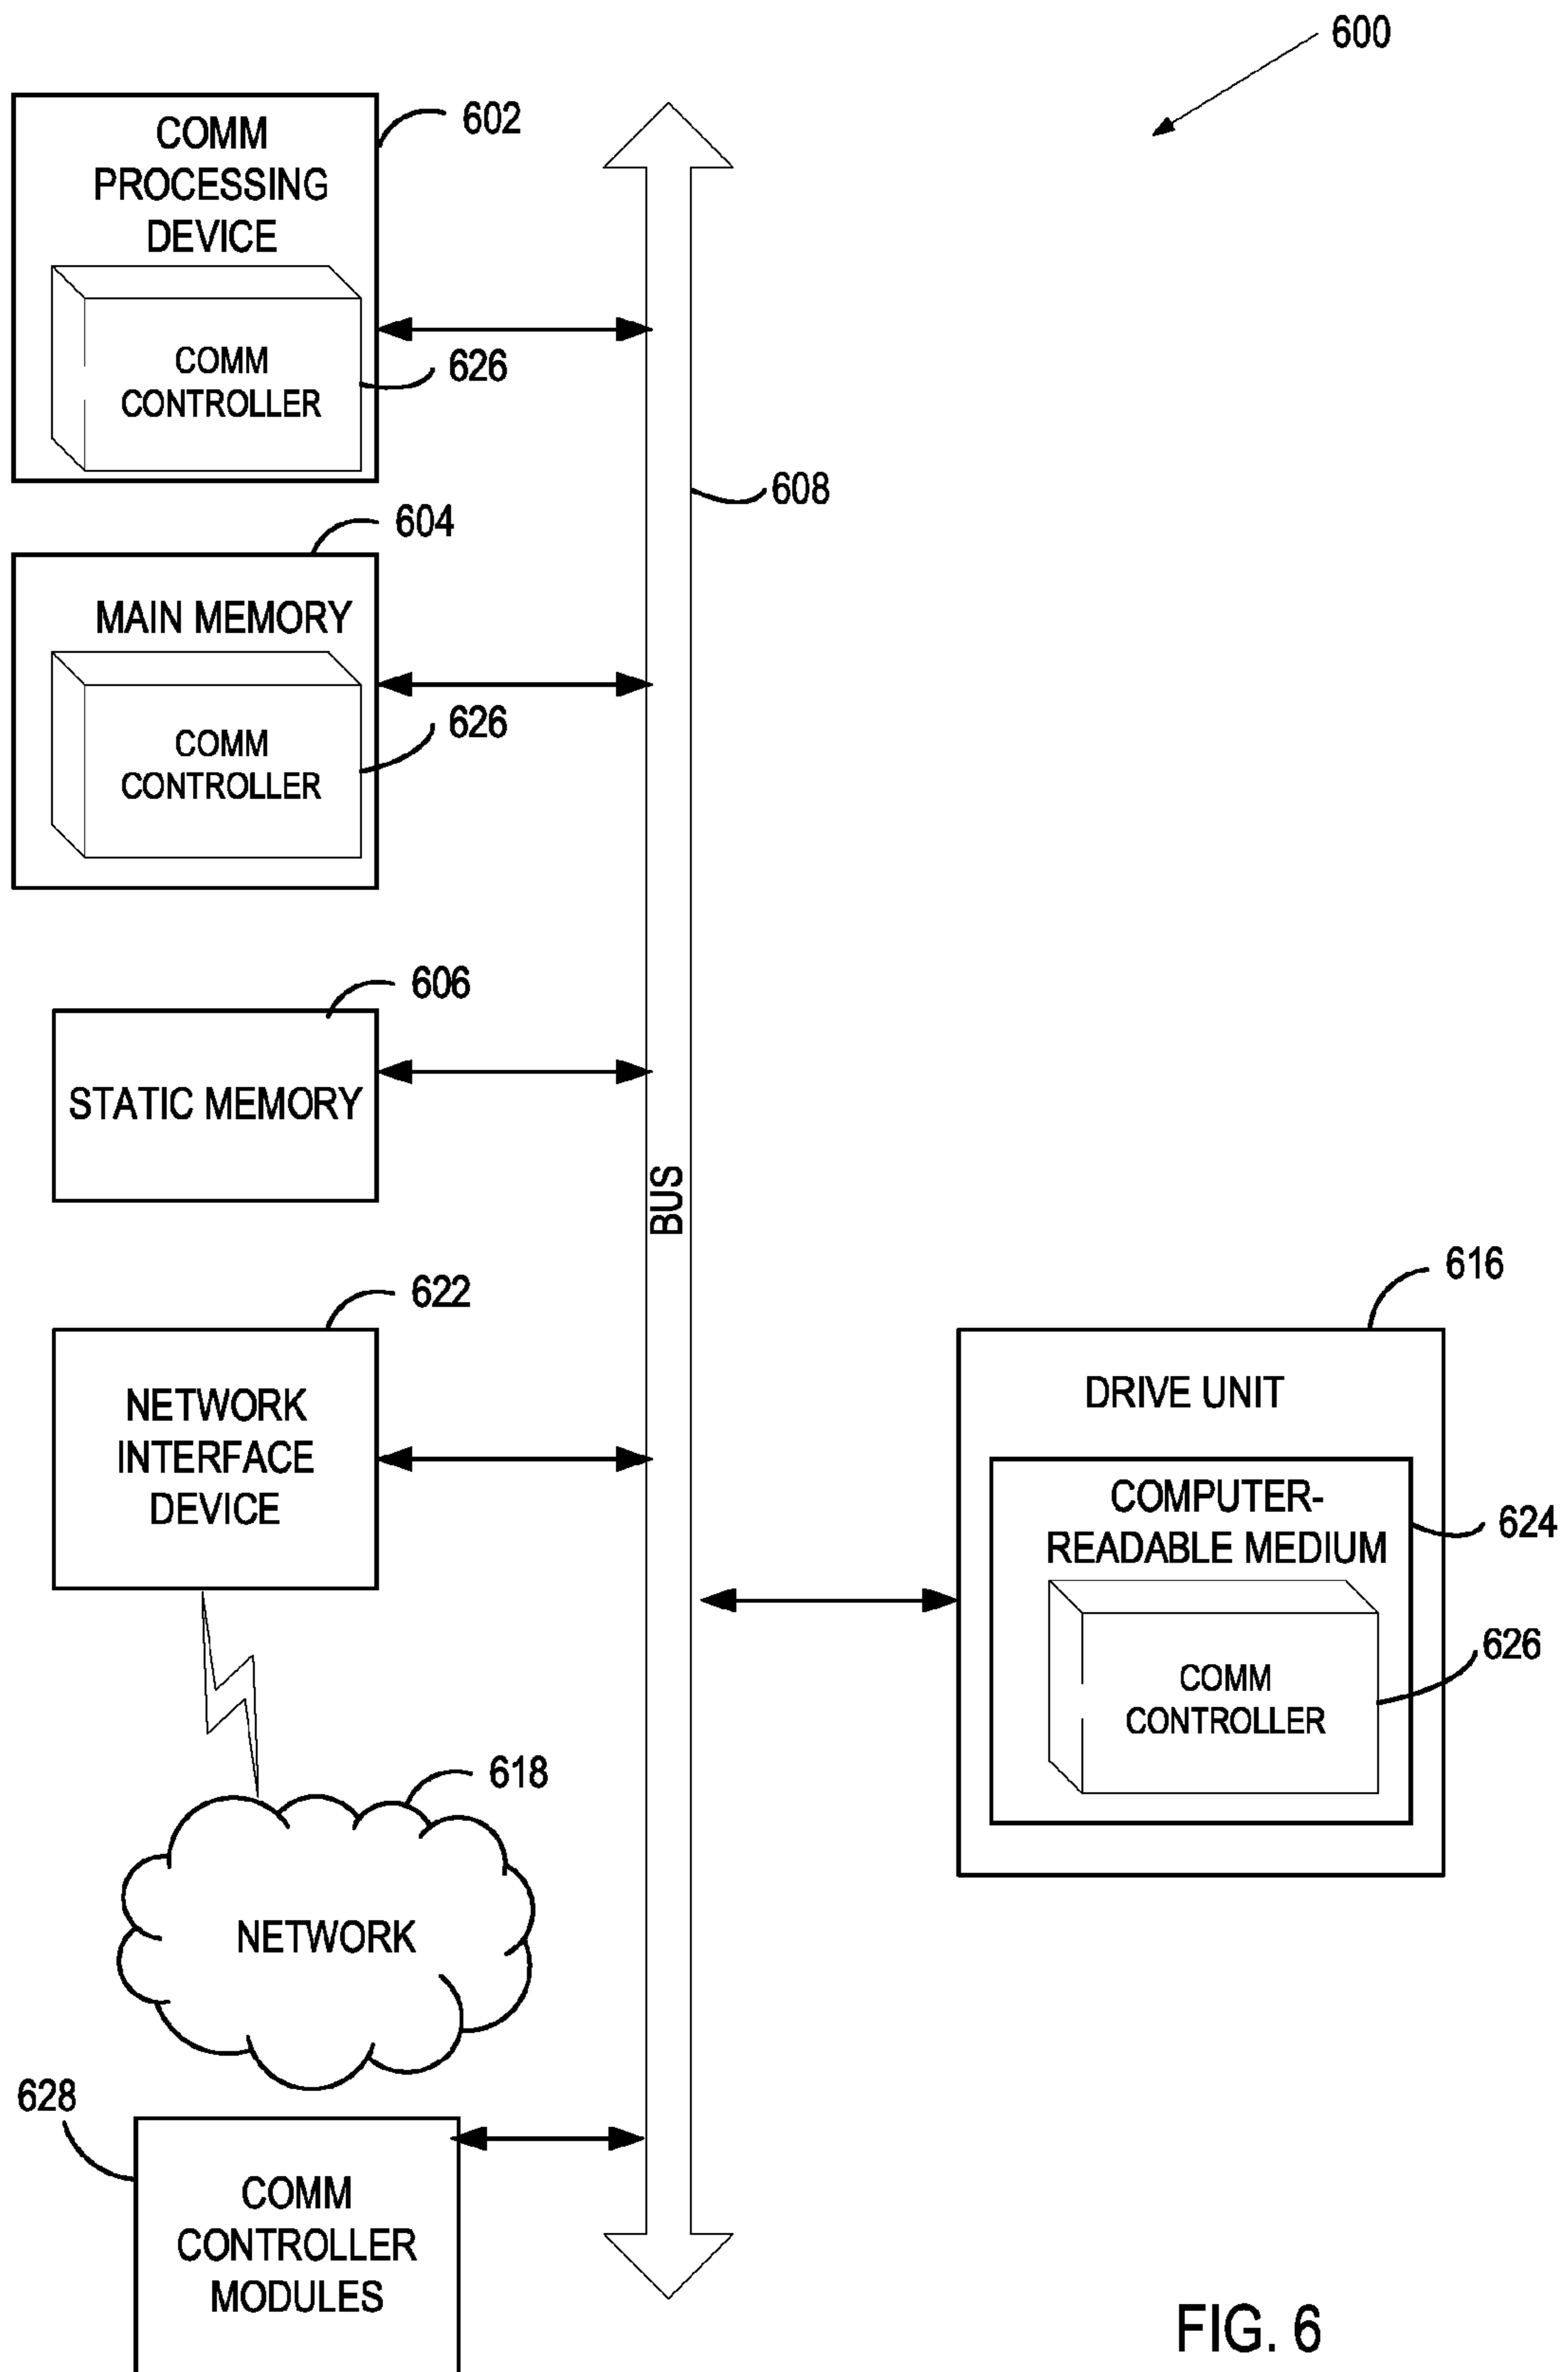 600
COMM
PROCESSING
DEVICE
602
COMM
CONTROLLER
626
608
604
MAIN MEMORY
COMM
CONTROLLER
626
606
STATIC MEMORY
BUS
622
NETWORK
INTERFACE
DEVICE
616
DRIVE UNIT
COMPUTER-
READABLE MEDIUM
624
COMM
CONTROLLER
626
618
NETWORK
628
COMM
CONTROLLER
MODULES
FIG. 6